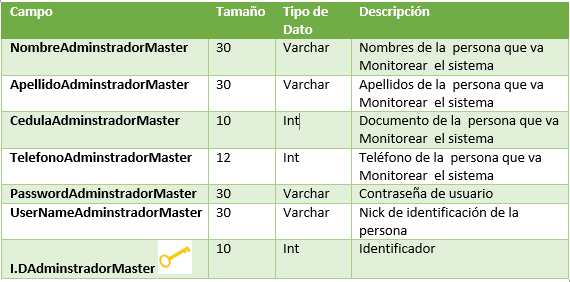 Campo Tamaño Tipo de Descripción
Dato
NombreAdminstradorMaster 30 Varchar Nombres de la persona que va
Monitorear el sistema
ApellidoAdminstradorMaster 30 Varchar Apellidos de la persona que va
Monitorear el sistema
CedulaAdminstradorMaster 10 Int Documento de la persona que va
Monitorear el sistema
TelefonoAdminstradorMaster 12 Int Teléfono de la persona que va
Monitorear el sistema
PasswordAdminstradorMaster 30 Varchar Contraseña de usuario
UserNameAdminstradorMaster 30 Varchar Nick de identificación de la
persona
I.DAdminstradorMaster 10 Int Identificador